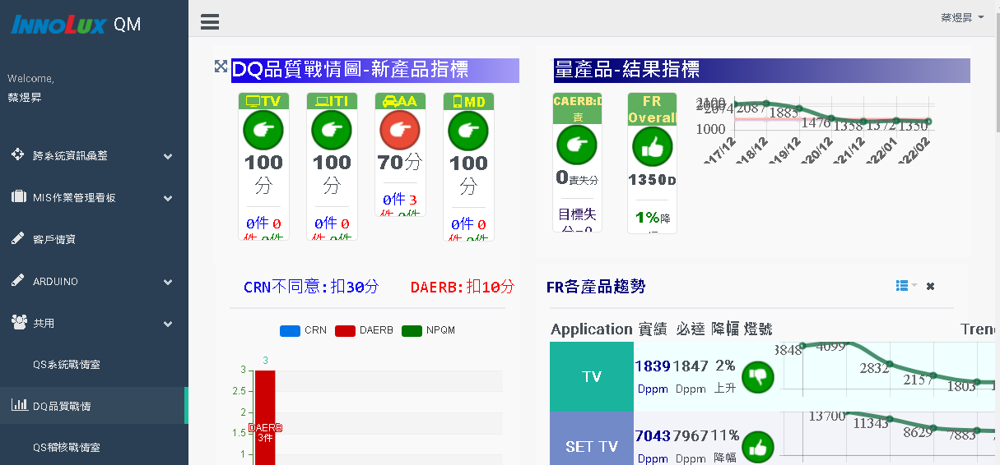 INNOLUX QM
蔡煜昇
Welcome,
蔡煜昇
跨系統資訊彙整
MIS作業管理看板
客戶情資
ARDUINO
共用
QS系統戰情室
DQ品質戰情
QS稽核戰情室
DQ品質戰情圖-新產品指標
TV
100
分
0件 0
件 0件
ITI
100
分
0件 0
件 0件
AA
70分
0件 3
件 0件
MD
100
分
0件 0
件 0件
CRN不同意:扣30分 DAERB:扣10分
CRN DAERB NPQM
3
3
2.5
2
1.5
1
DAERB
3件
量產品-結果指標
CAERB:D
責
0責失分
目標失
分=0
FR
Overall
1350D
1%降
2100
2000
1000
2074 2087 1883 1476 1358 1372 1350
017/12 018/12 019/12 020/12 021/12 022/01 022/02
FR各產品趨勢
Application 實績 必達 降幅 燈號 Tren
TV
1839 1847 2%
Dppm Dppm 上升
3848 4099 2832 2157 1803
SET TV
7043 7967 11%
Dppm Dppm 降幅
13700 11343 8629 7883